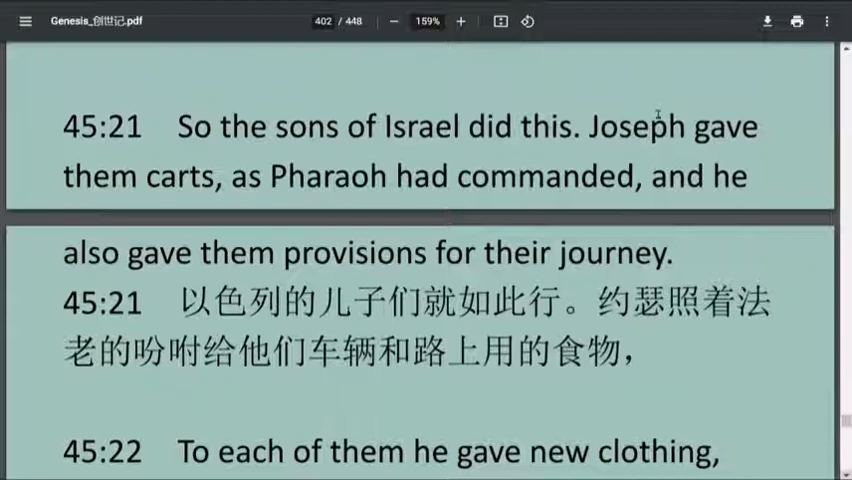 Genesis_创世记.pdf
402 / 448
159%
45:21 So the sons of Israel did this. Joseph gave
them carts, as Pharaoh had commanded, and he
also gave them provisions for their journey.
45:21 以色列的儿子们就如此行。约瑟照着法
老的吩咐给他们车辆和路上用的食物，
45:22 To each of them he gave new clothing,